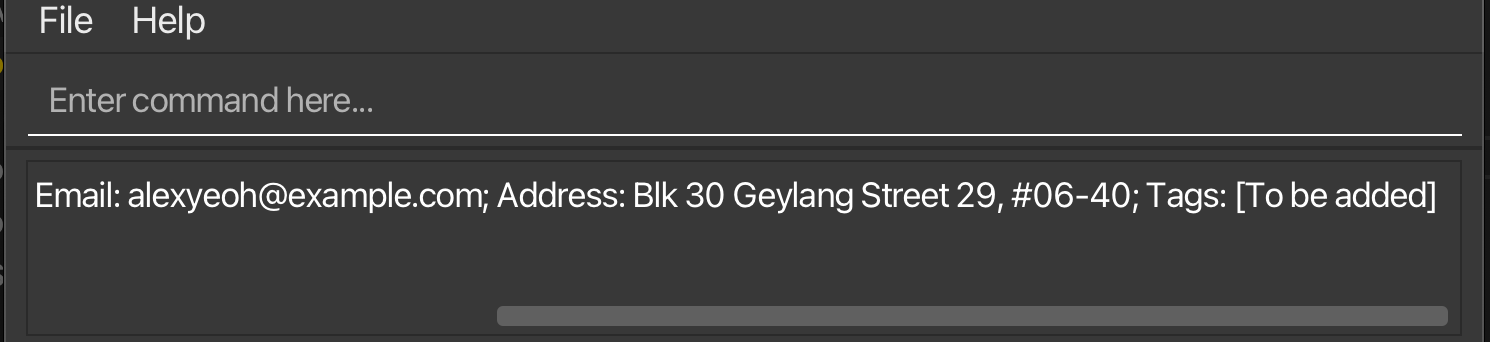 File Help
Enter command here...
Email: alexyeoh@example.com; Address: Blk 30 Geylang Street 29, #06-40; Tags: [To be added]